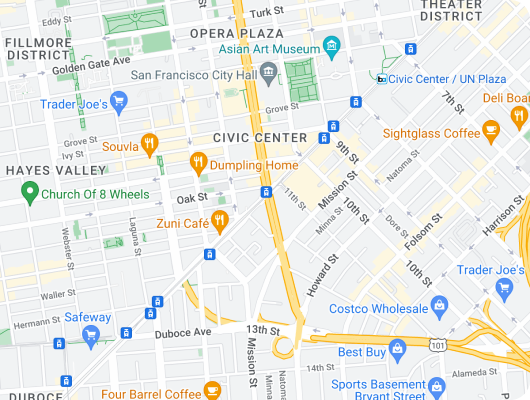 THEATER
DISTRICT
Eddy St
Turk St
OPERA PLAZA
FILLMORE
DISTRICT
Asian Art Museum
Golden Gate Ave
San Francisco City Hall
Civic Center / UN Plaza
Trader Joe's
Grove St
7th St
Deli Boar
CIVIC CENTER
Sightglass Coffee
Grove St
Souvla
Ivy St
9th St
Dumpling Home
Natoma St
HAYES VALLEY
Church Of 8 Wheels
Oak St
11th St
Mission St
Minna St
10th St
Harrison St
Zuni Café
Dore St
Folsom St
Webster St
Laguna St
10th St
Howard St
Trader Joe's
Waller St
Costco Wholesale
Hermann St
Safeway
Duboce Ave
13th St
101
Best Buy
Mission St
14th St
Alameda St
Natoma
Minna
Sports Basement
Bryant Street
DUBOCE
Four Barrel Coffee